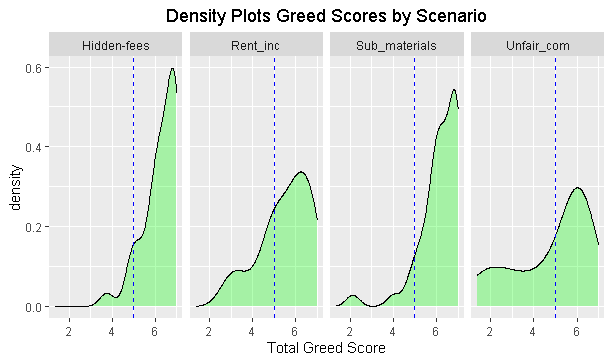 Density Plots Greed Scores by Scenario
Hidden-fees Rent_inc Sub_materials Unfair_com
0.6
0.4
0.2
0.0
density
2 4 6 2 4 6 2 4 6 2 4 6
Total Greed Score